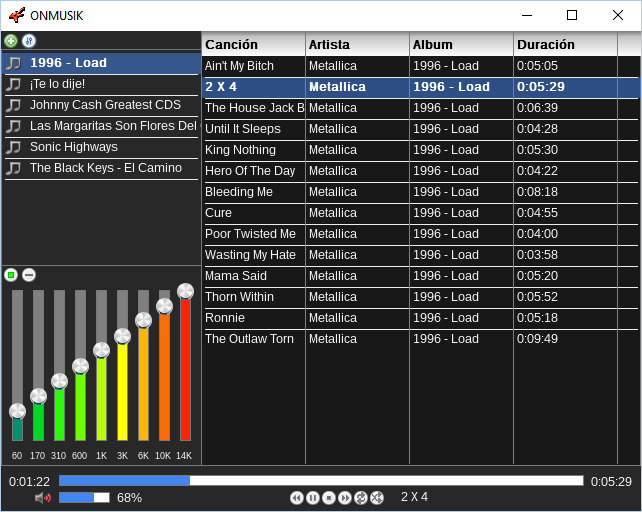 ONMUSIK
1996 - Load
¡Te lo dije!
Johnny Cash Greatest CDS
Las Margaritas Son Flores Del
Sonic Highways
The Black Keys - El Camino
Canción Artista Album Duración
Ain't My Bitch Metallica 1996 - Load 0:05:05
2 X 4 Metallica 1996 - Load 0:05:29
The House Jack B Metallica 1996 - Load 0:06:39
Until It Sleeps Metallica 1996 - Load 0:04:28
King Nothing Metallica 1996 - Load 0:05:30
Hero Of The Day Metallica 1996 - Load 0:04:22
Bleeding Me Metallica 1996 - Load 0:08:18
Cure Metallica 1996 - Load 0:04:55
Poor Twisted Me Metallica 1996 - Load 0:04:00
Wasting My Hate Metallica 1996 - Load 0:03:58
Mama Said Metallica 1996 - Load 0:05:20
Thorn Within Metallica 1996 - Load 0:05:52
Ronnie Metallica 1996 - Load 0:05:18
The Outlaw Torn Metallica 1996 - Load 0:09:49
60 170 310 600 1K 3K 6K 10K 14K
0:01:22 0:05:29
68% 2 X 4